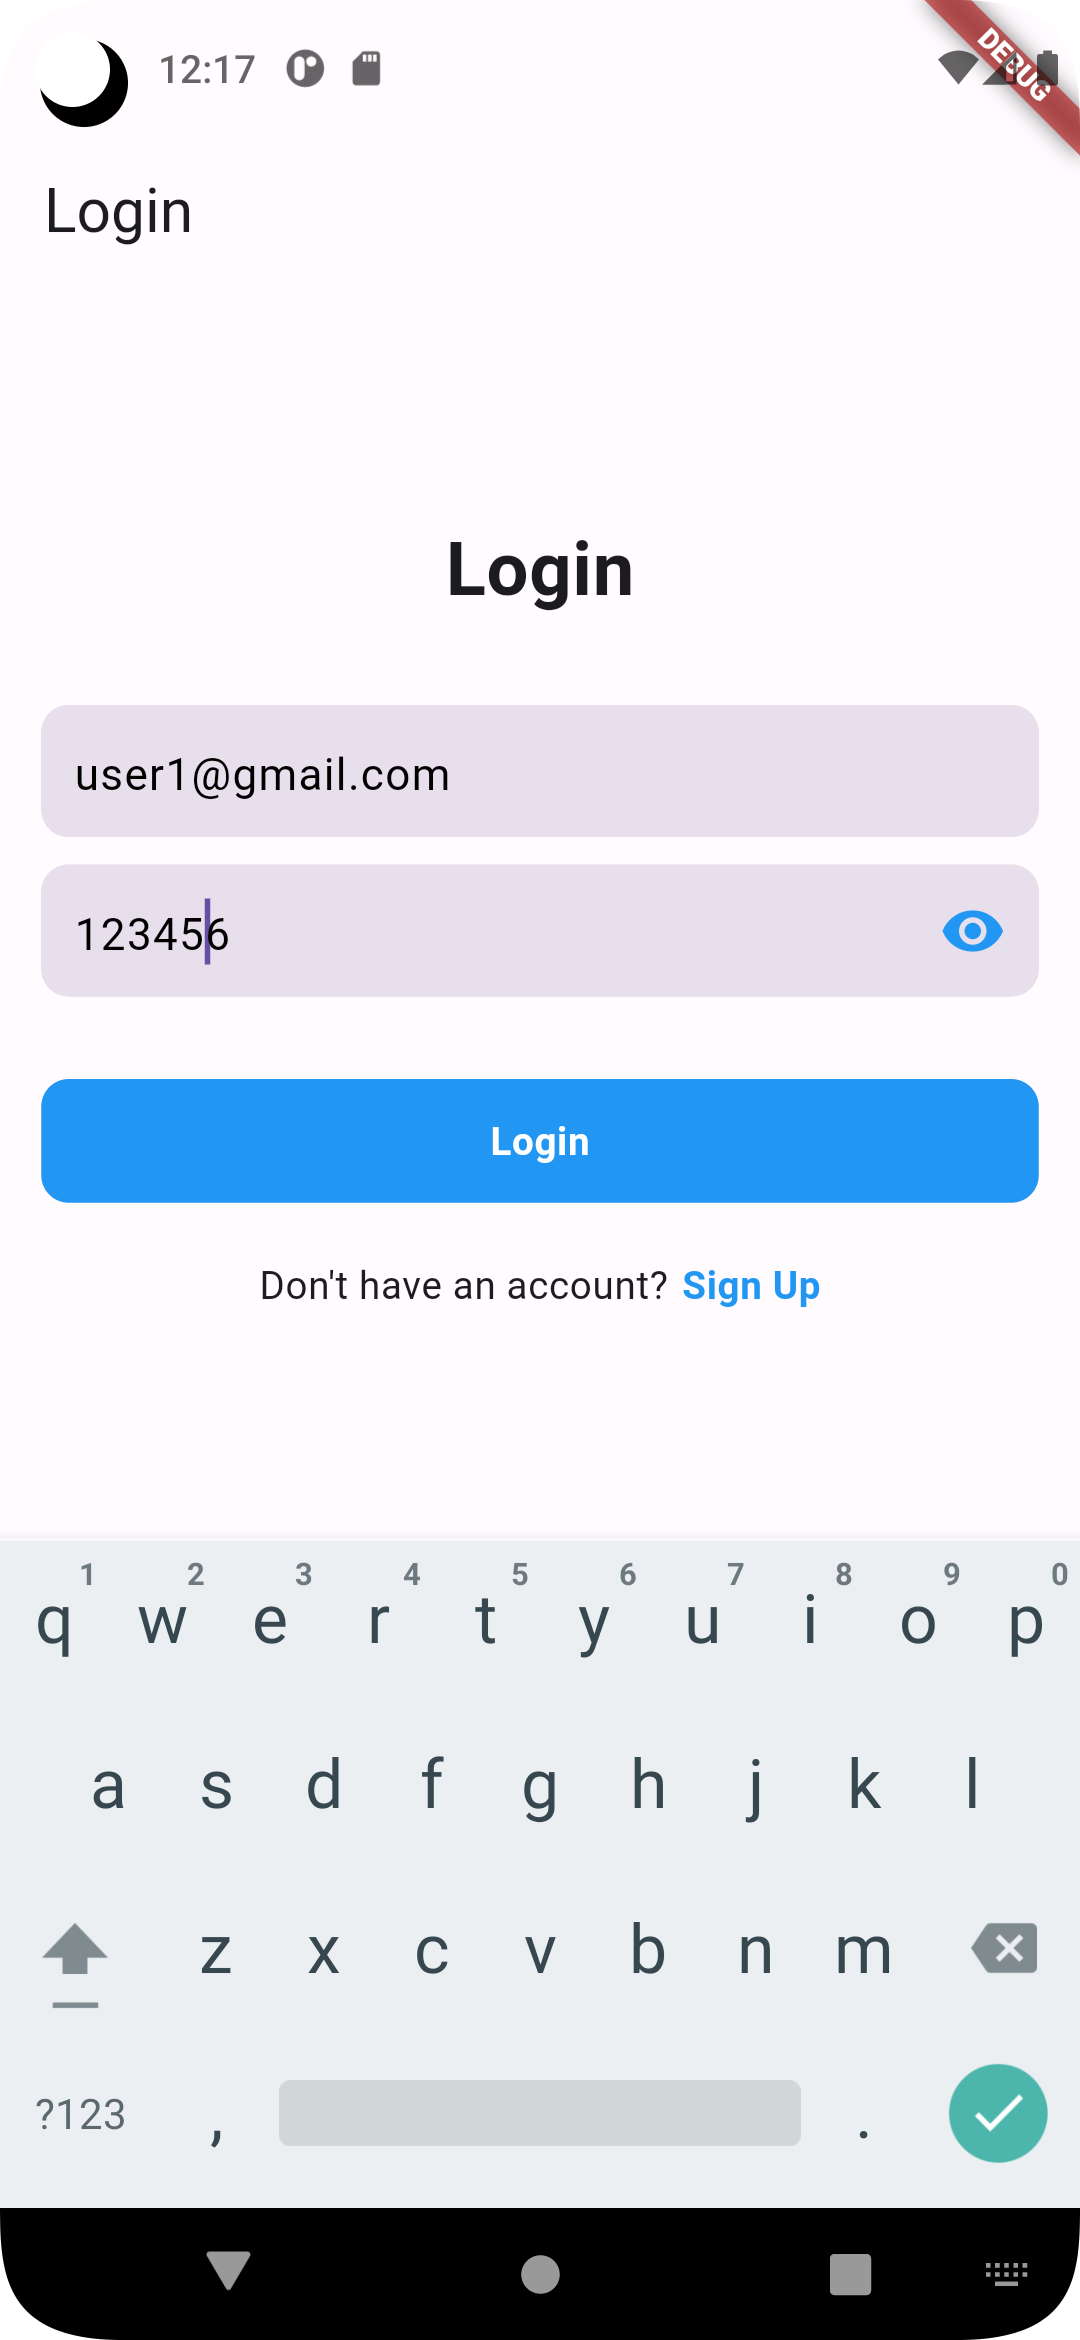 12:17
DEBUG
Login
Login
user1@gmail.com
123456
Login
Don't have an account? Sign Up
1 2 3 4 5 6 7 8 9 0
q w e r t y u i o p
a s d f g h j k l
z x c v b n m
?123 , .